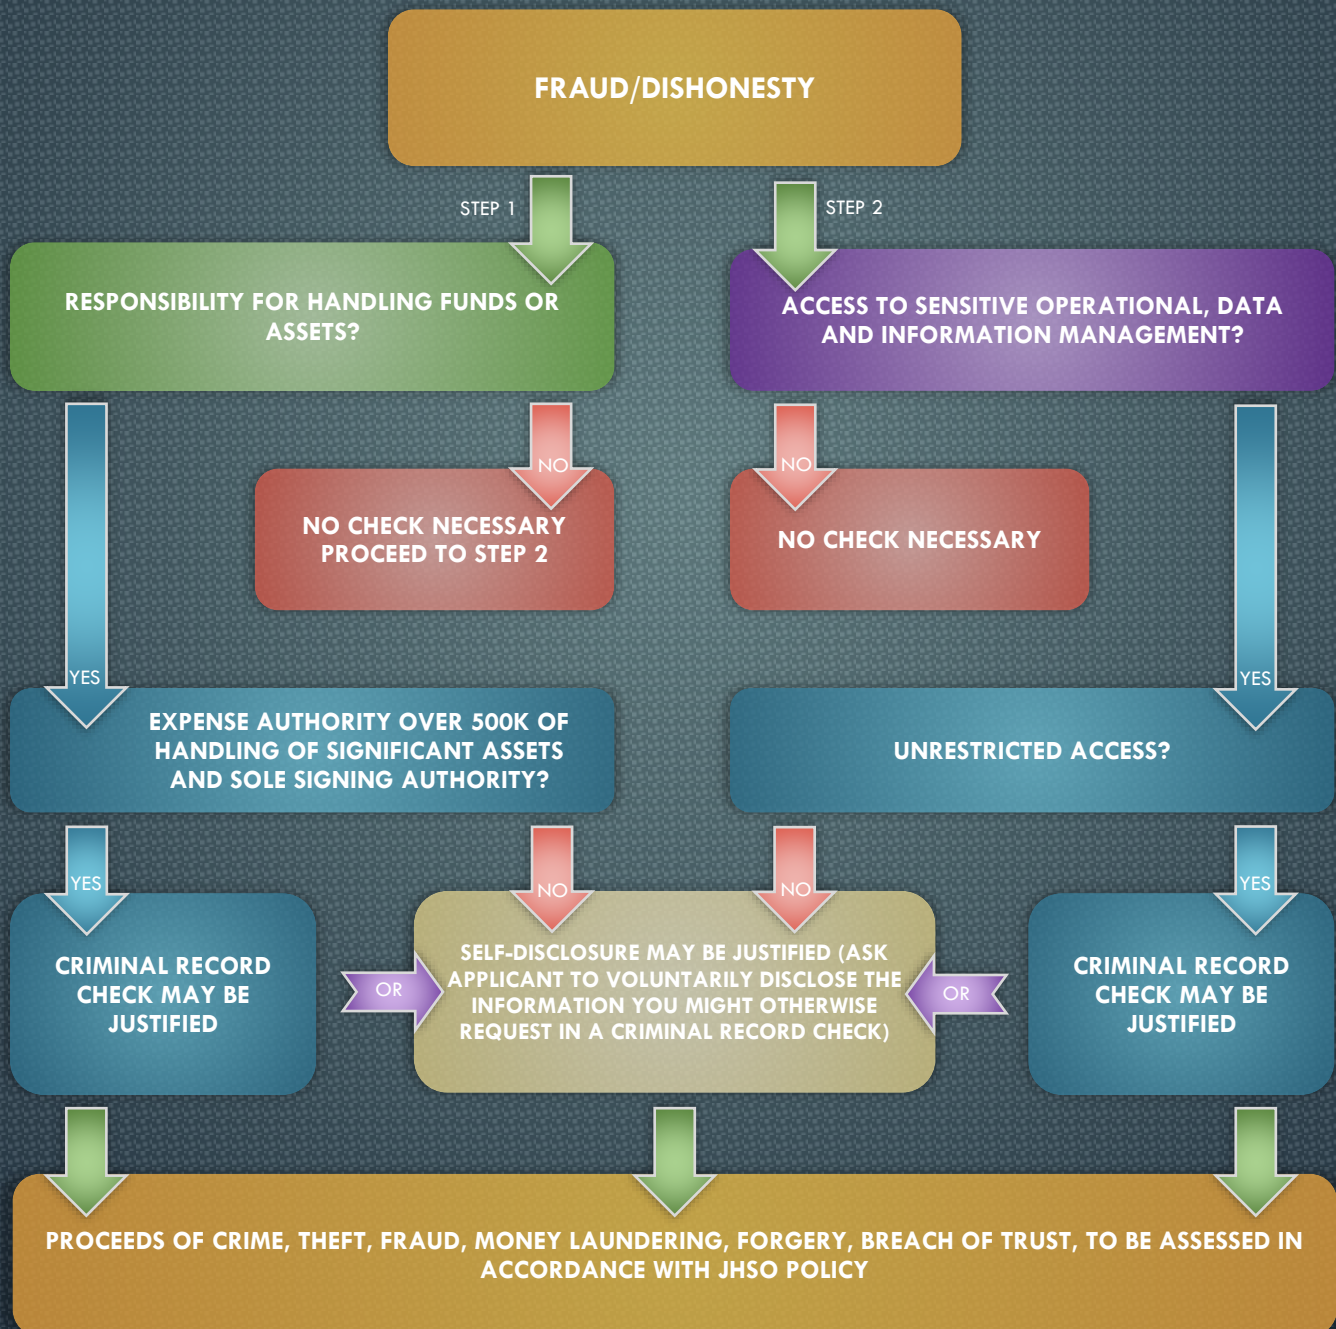 FRAUD/DISHONESTY
STEP 1
STEP 2
RESPONSIBILITY FOR HANDLING FUNDS OR
ASSETS?
ACCESS TO SENSITIVE OPERATIONAL, DATA
AND INFORMATION MANAGEMENT?
NO
NO
NO CHECK NECESSARY
PROCEED TO STEP 2
NO CHECK NECESSARY
YES
YES
EXPENSE AUTHORITY OVER 500K OF
HANDLING OF SIGNIFICANT ASSETS
AND SOLE SIGNING AUTHORITY?
UNRESTRICTED ACCESS?
YES
NO
NO
YES
CRIMINAL RECORD
CHECK MAY BE
JUSTIFIED
OR
SELF-DISCLOSURE MAY BE JUSTIFIED (ASK
APPLICANT TO VOLUNTARILY DISCLOSE THE
INFORMATION YOU MIGHT OTHERWISE
REQUEST IN A CRIMINAL RECORD CHECK)
OR
CRIMINAL RECORD
CHECK MAY BE
JUSTIFIED
PROCEEDS OF CRIME, THEFT, FRAUD, MONEY LAUNDERING, FORGERY, BREACH OF TRUST, TO BE ASSESSED IN
ACCORDANCE WITH JHSO POLICY